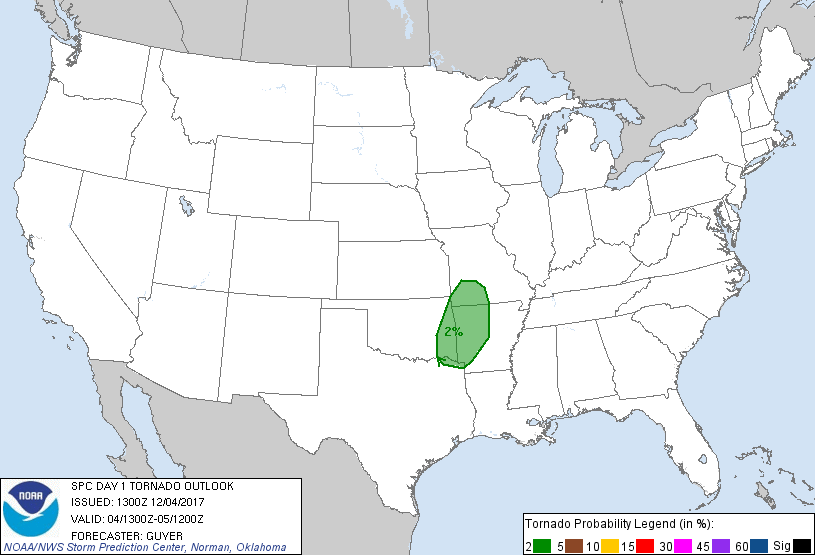 2%
NOAA
SPC DAY 1 TORNADO OUTLOOK
ISSUED: 1300Z 12/04/2017
VALID: 04/1300Z-05/1200Z
FORECASTER: GUYER
NOAA/NWS Storm Prediction Center, Norman, Oklahoma
Tornado Probability Legend (in %):
2 5 10 15 30 45 60 Sig